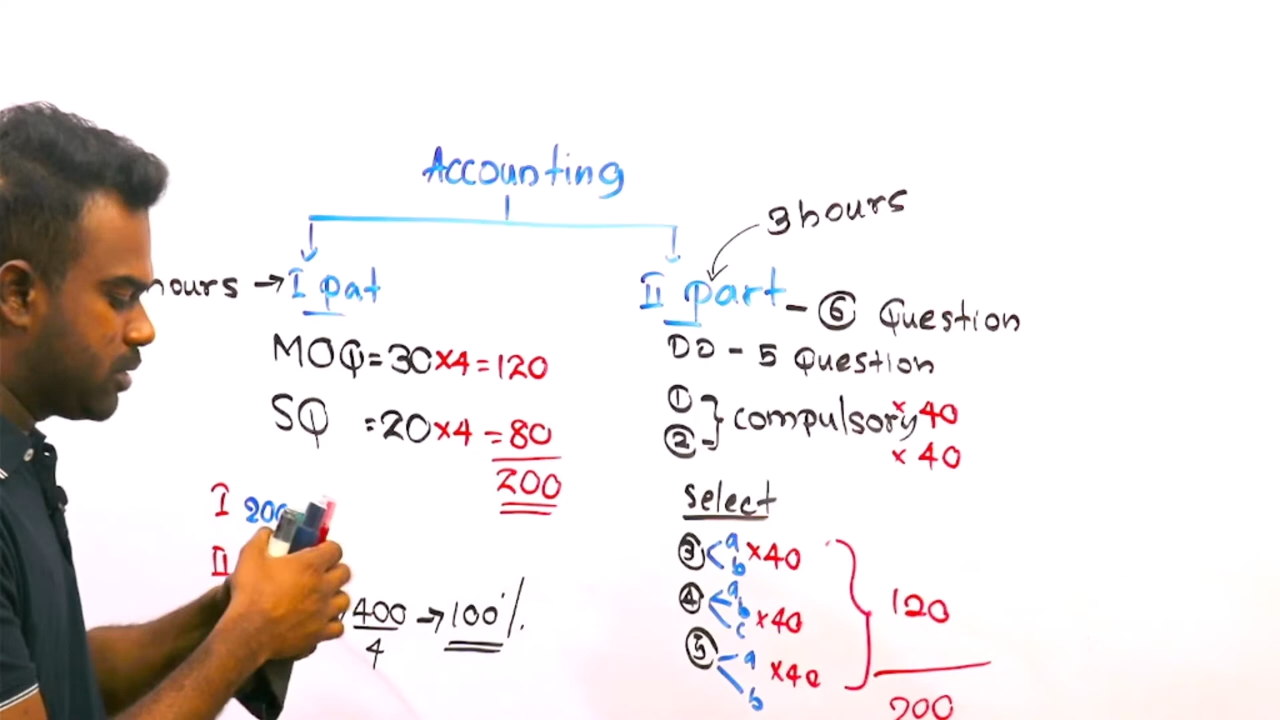 Accounting
3 hours
hours → I pat
II part - ⑥ Question
MOQ = 30 ×4 = 120
DO - 5 Question
SQ = 20 ×4 = 80
① } compulsory × 40
② × 40
200
select
I 200
③ < a b ×40
II
④ < a b c ×40
400/4 → 100%
⑤ a b ×40
120
200